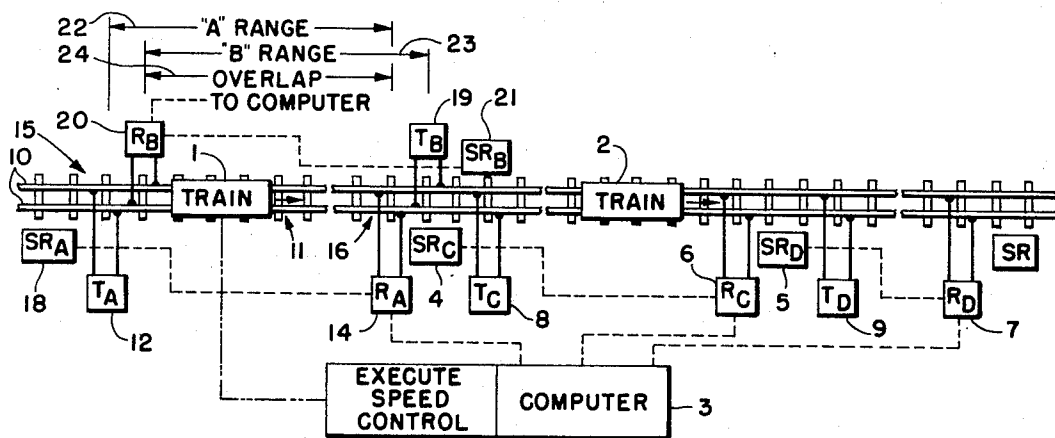 22
"A" RANGE
"B" RANGE
23
24
OVERLAP
TO COMPUTER
20
RB
1
19
TB
21
SRB
2
15
10
TRAIN
TRAIN
11
16
SRA
18
TA
12
RA
14
SRC
4
TC
8
6
RC
SRD
5
TD
9
RD
7
SR
EXECUTE
SPEED
CONTROL
COMPUTER
3